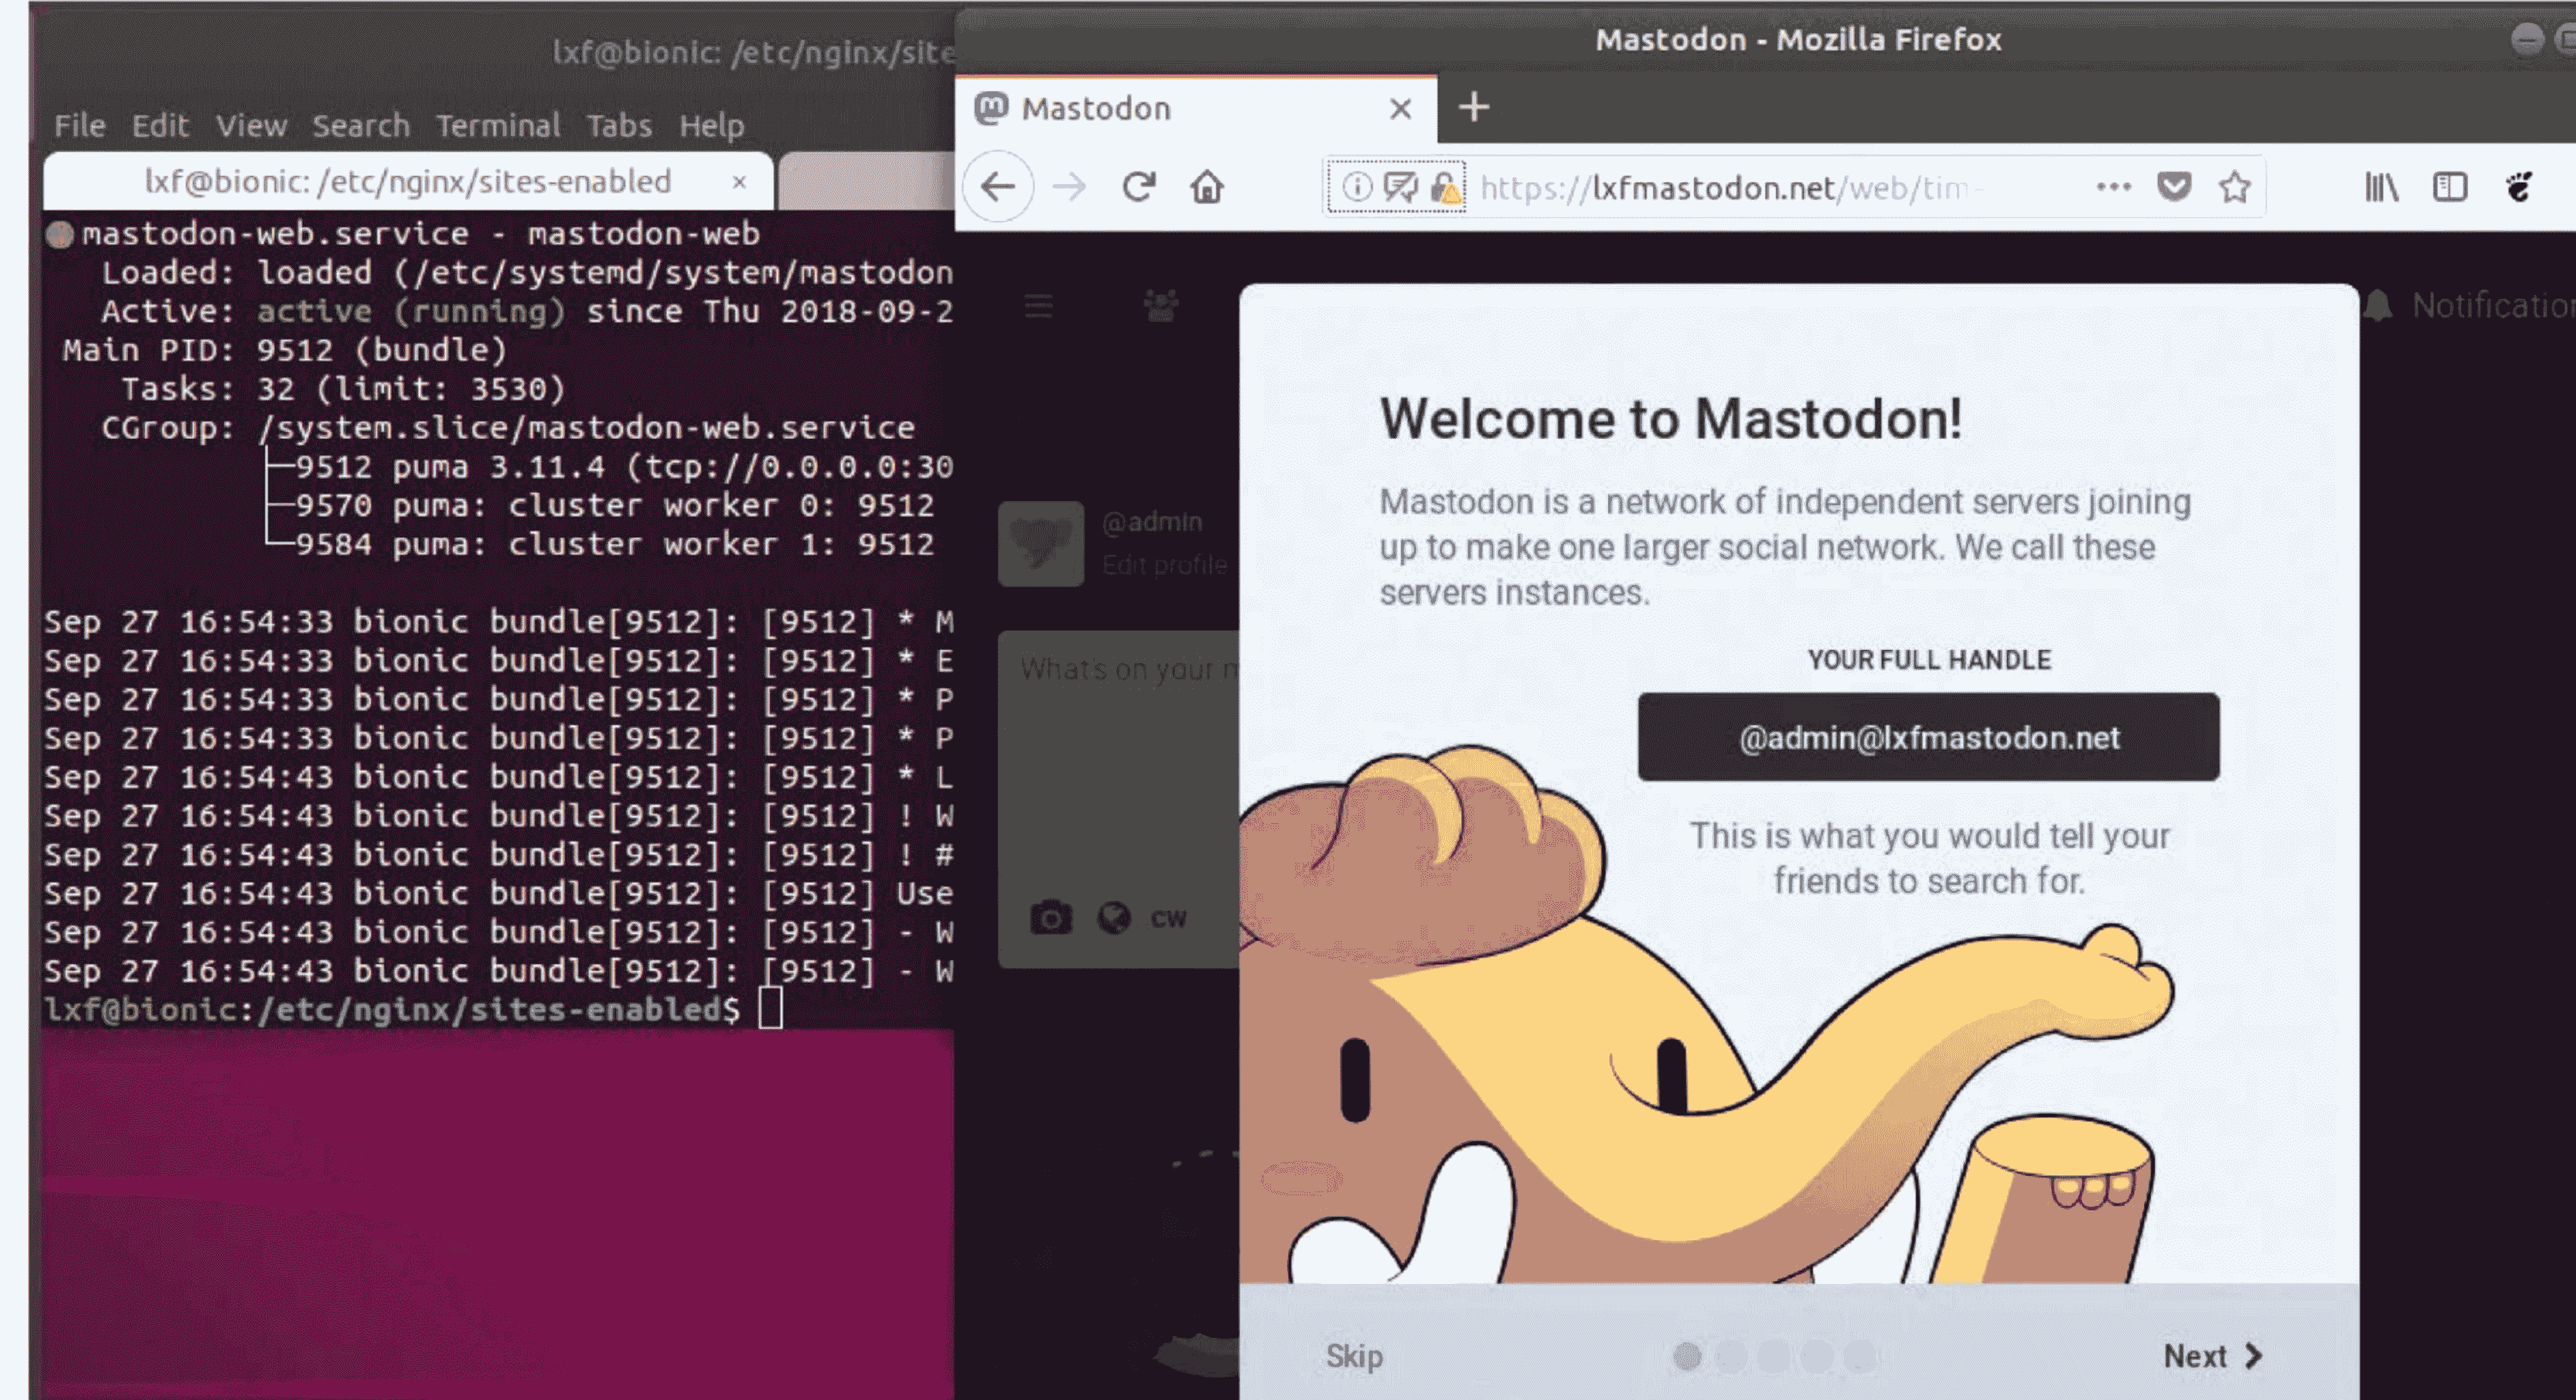 lxf@bionic: /etc/nginx/site
File Edit View Search Terminal Tabs Help
lxf@bionic: /etc/nginx/sites-enabled ×
mastodon-web.service - mastodon-web
Loaded: loaded (/etc/systemd/system/mastodon
Active: active (running) since Thu 2018-09-2
Main PID: 9512 (bundle)
Tasks: 32 (limit: 3530)
CGroup: /system.slice/mastodon-web.service
├─9512 puma 3.11.4 (tcp://0.0.0.0:30
├─9570 puma: cluster worker 0: 9512
└─9584 puma: cluster worker 1: 9512
Sep 27 16:54:33 bionic bundle[9512]: [9512] * M
Sep 27 16:54:33 bionic bundle[9512]: [9512] * E
Sep 27 16:54:33 bionic bundle[9512]: [9512] * P
Sep 27 16:54:33 bionic bundle[9512]: [9512] * P
Sep 27 16:54:43 bionic bundle[9512]: [9512] * L
Sep 27 16:54:43 bionic bundle[9512]: [9512] ! W
Sep 27 16:54:43 bionic bundle[9512]: [9512] ! #
Sep 27 16:54:43 bionic bundle[9512]: [9512] Use
Sep 27 16:54:43 bionic bundle[9512]: [9512] - W
Sep 27 16:54:43 bionic bundle[9512]: [9512] - W
lxf@bionic:/etc/nginx/sites-enabled$
Mastodon - Mozilla Firefox
Mastodon
https://lxfmastodon.net/web/tim
Notification
@admin
Edit profile
What's on your m
CW
Welcome to Mastodon!
Mastodon is a network of independent servers joining
up to make one larger social network. We call these
servers instances.
YOUR FULL HANDLE
@admin@lxfmastodon.net
This is what you would tell your
friends to search for.
Skip
Next